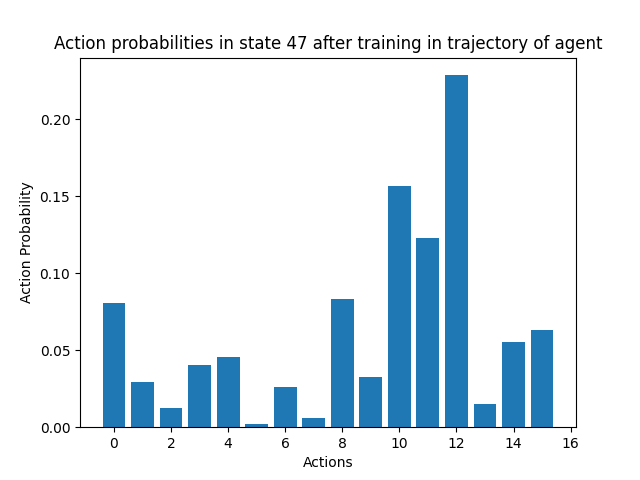 Action probabilities in state 47 after training in trajectory of agent
0.20
0.15
0.10
0.05
0.00
Action Probability
0 2 4 6 8 10 12 14 16
Actions